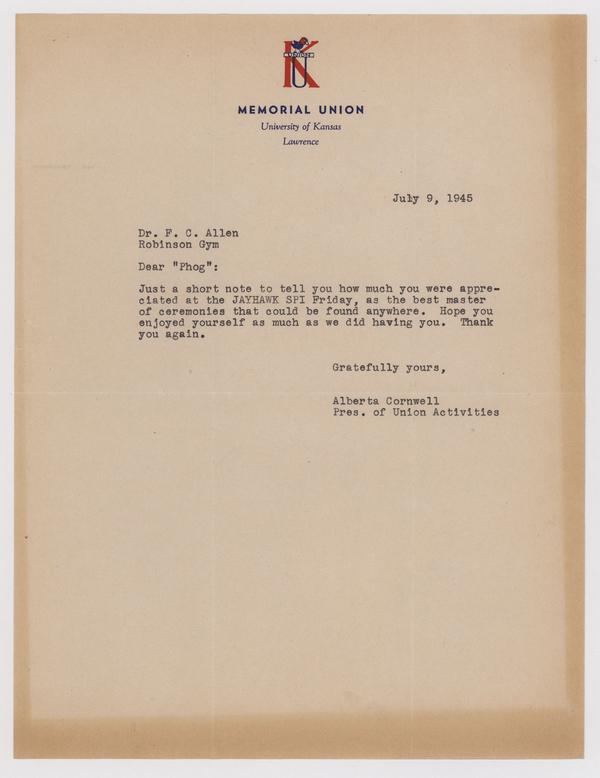 KU
MEMORIAL UNION
University of Kansas
Lawrence
July 9, 1945
Dr. F. C. Allen
Robinson Gym
Dear "Phog":
Just a short note to tell you how much you were appre-
ciated at the JAYHAWK SPI Friday, as the best master
of ceremonies that could be found anywhere.  Hope you
enjoyed yourself as much as we did having you.  Thank
you again.
Gratefully yours,
Alberta Cornwell
Pres. of Union Activities